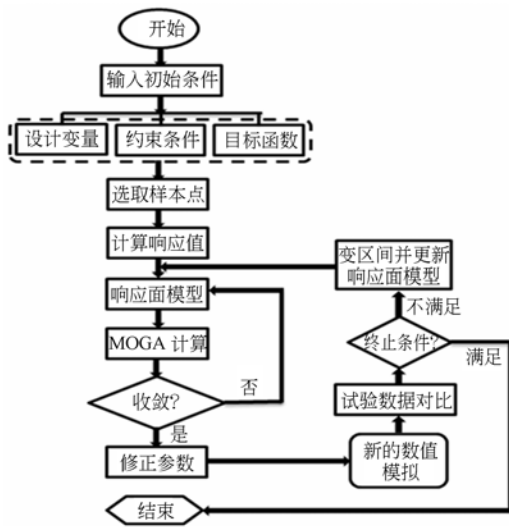 开始
输入初始条件
设计变量
约束条件
目标函数
选取样本点
计算响应值
变区间并更新
响应面模型
响应面模型
不满足
MOGA 计算
终止条件?
满足
否
收敛?
试验数据对比
是
修正参数
新的数值
模拟
结束